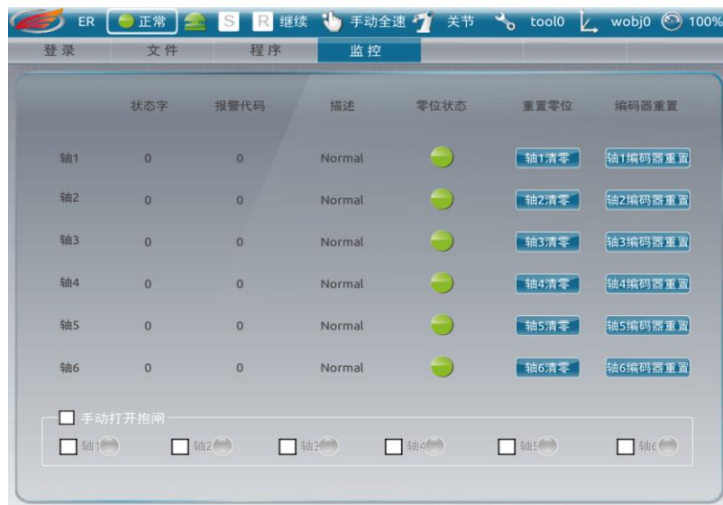 ER 正常 S R 继续 手动全速 关节 tool0 wobj0 100%
登录 文件 程序 监控
状态字 报警代码 描述 零位状态 重置零位 编码器重置
轴1 0 0 Normal 轴1清零 轴1编码器重置
轴2 0 0 Normal 轴2清零 轴2编码器重置
轴3 0 0 Normal 轴3清零 轴3编码器重置
轴4 0 0 Normal 轴4清零 轴4编码器重置
轴5 0 0 Normal 轴5清零 轴5编码器重置
轴6 0 0 Normal 轴6清零 轴6编码器重置
手动打开抱闸
轴1 轴2 轴3 轴4 轴5 轴6